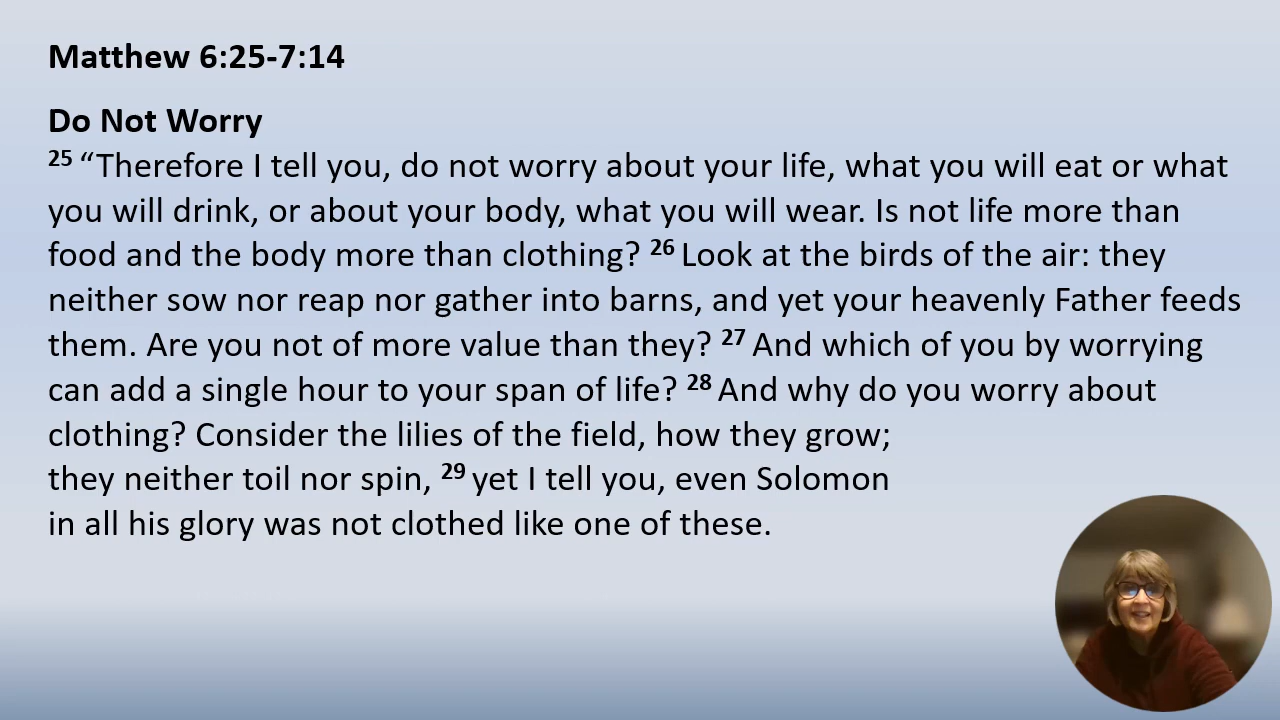 Matthew 6:25-7:14
Do Not Worry
25 “Therefore I tell you, do not worry about your life, what you will eat or what
you will drink, or about your body, what you will wear. Is not life more than
food and the body more than clothing? 26 Look at the birds of the air: they
neither sow nor reap nor gather into barns, and yet your heavenly Father feeds
them. Are you not of more value than they? 27 And which of you by worrying
can add a single hour to your span of life? 28 And why do you worry about
clothing? Consider the lilies of the field, how they grow;
they neither toil nor spin, 29 yet I tell you, even Solomon
in all his glory was not clothed like one of these.